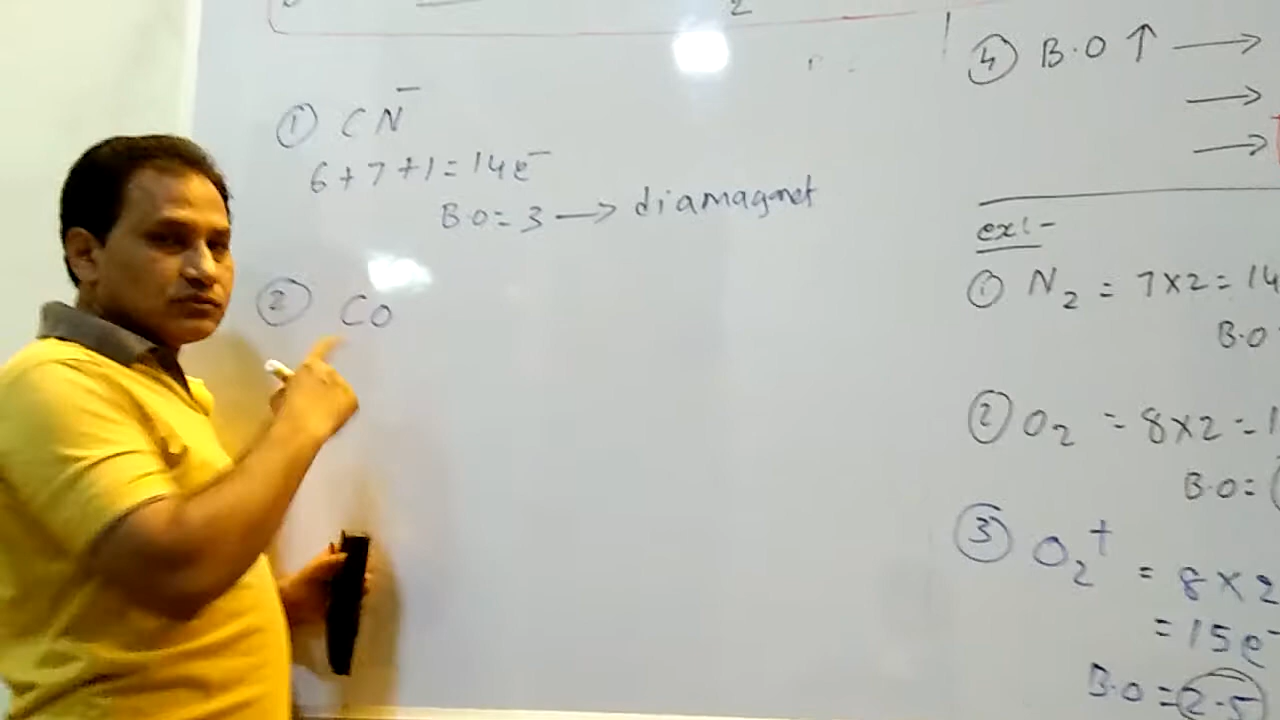 2
① CN⁻
6+7+1=14e⁻
B.O=3 → diamagnet
② CO
④ B.O ↑ →
→
→
ex:-
① N₂ = 7×2=14
B.O
② O₂ = 8×2=1
B.O=
③ O₂⁺ = 8×2
=15e⁻
B.O=2.5